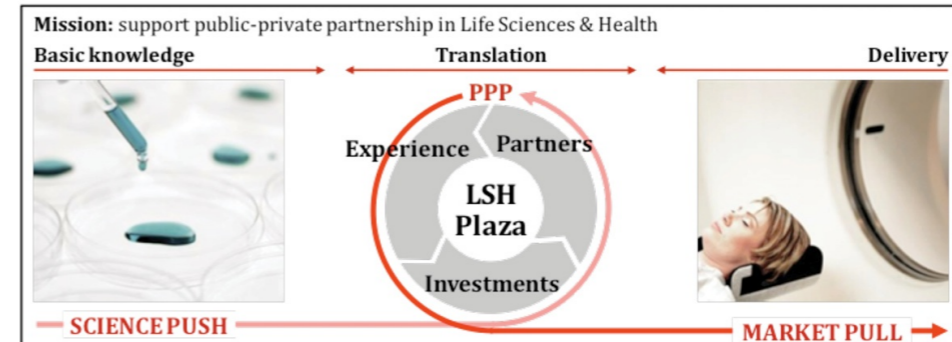 Mission: support public-private partnership in Life Sciences & Health
Basic knowledge
Translation
Delivery
PPP
Experience
Partners
LSH
Plaza
Investments
SCIENCE PUSH
MARKET PULL